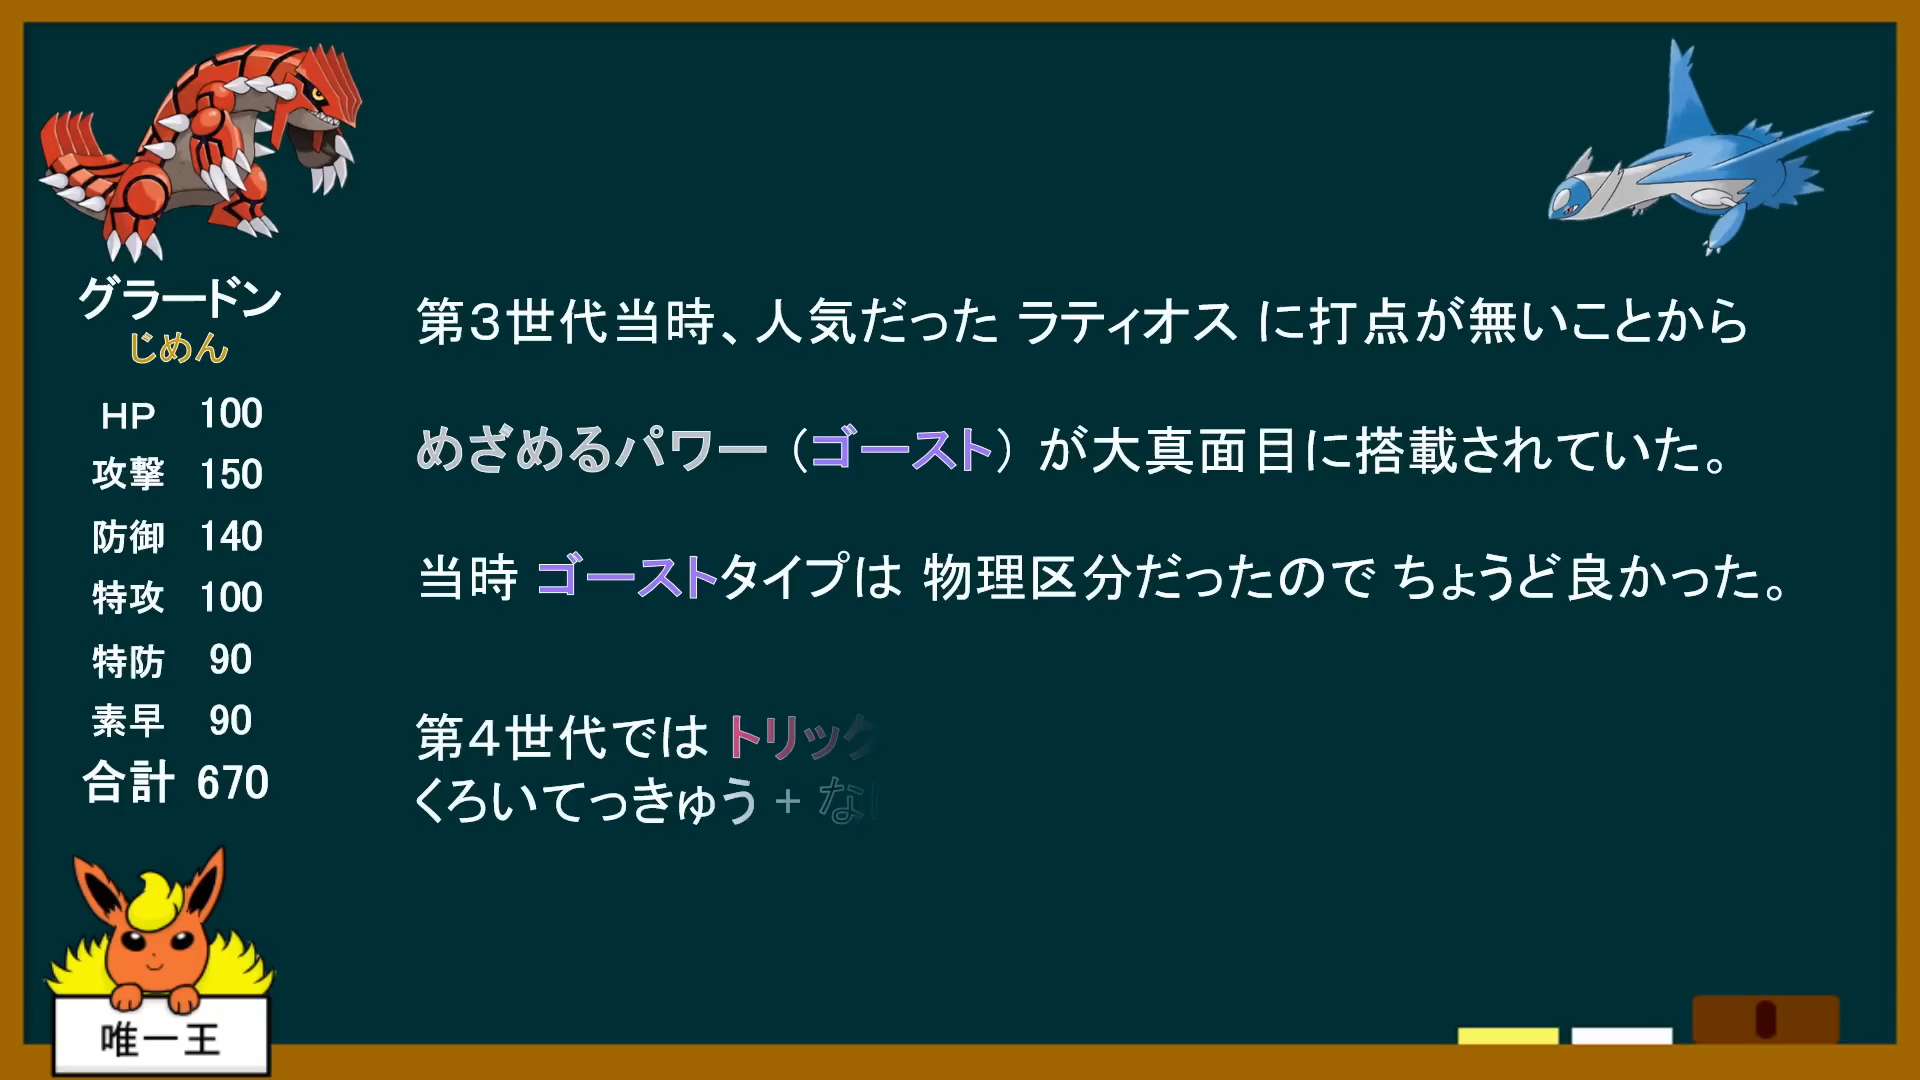 グラードン
じめん
HP 100
攻撃 150
防御 140
特攻 100
特防 90
素早 90
合計 670
第3世代当時、人気だった ラティオス に打点が無いことから
めざめるパワー（ゴースト）が大真面目に搭載されていた。
当時 ゴーストタイプは 物理区分だったので ちょうど良かった。
第4世代では トリック
くろいてっきゅう + な
唯一王